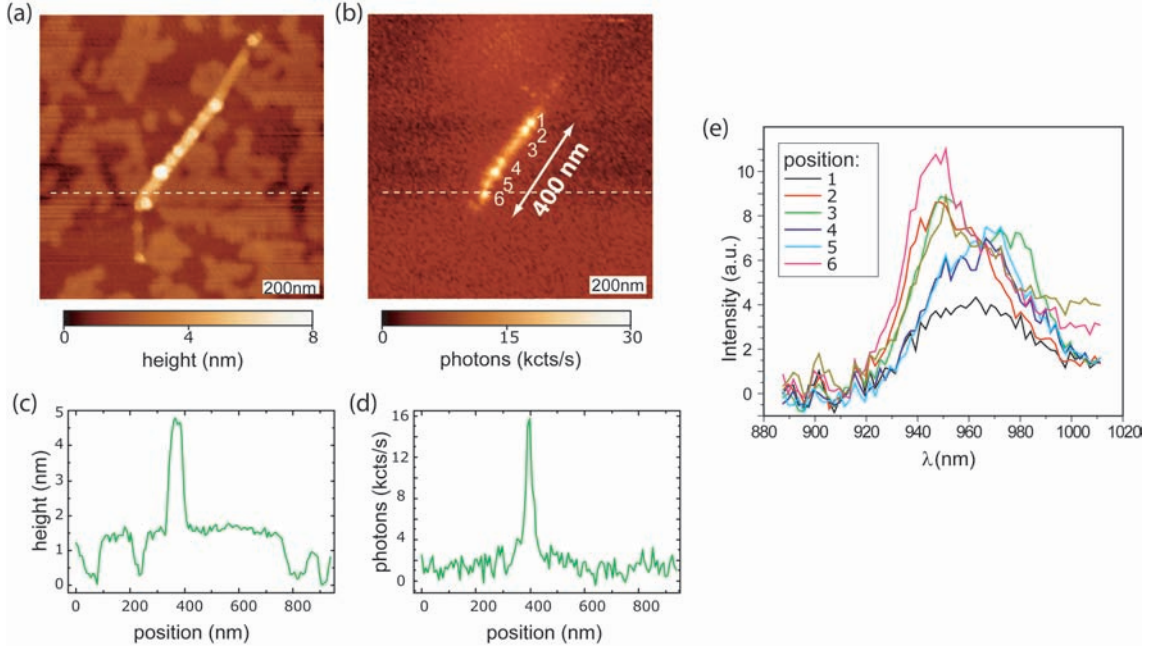 (a)
200nm
0 4 8
height (nm)
(b)
1
2
3
4
5
6
400 nm
200nm
0 15 30
photons (kcts/s)
(c)
5
4
3
2
1
0
height (nm)
0 200 400 600 800
position (nm)
(d)
16
12
8
4
0
photons (kcts/s)
0 200 400 600 800
position (nm)
(e)
position:
1
2
3
4
5
6
10
8
6
4
2
0
Intensity (a.u.)
880 900 920 940 960 980 1000 1020
λ(nm)